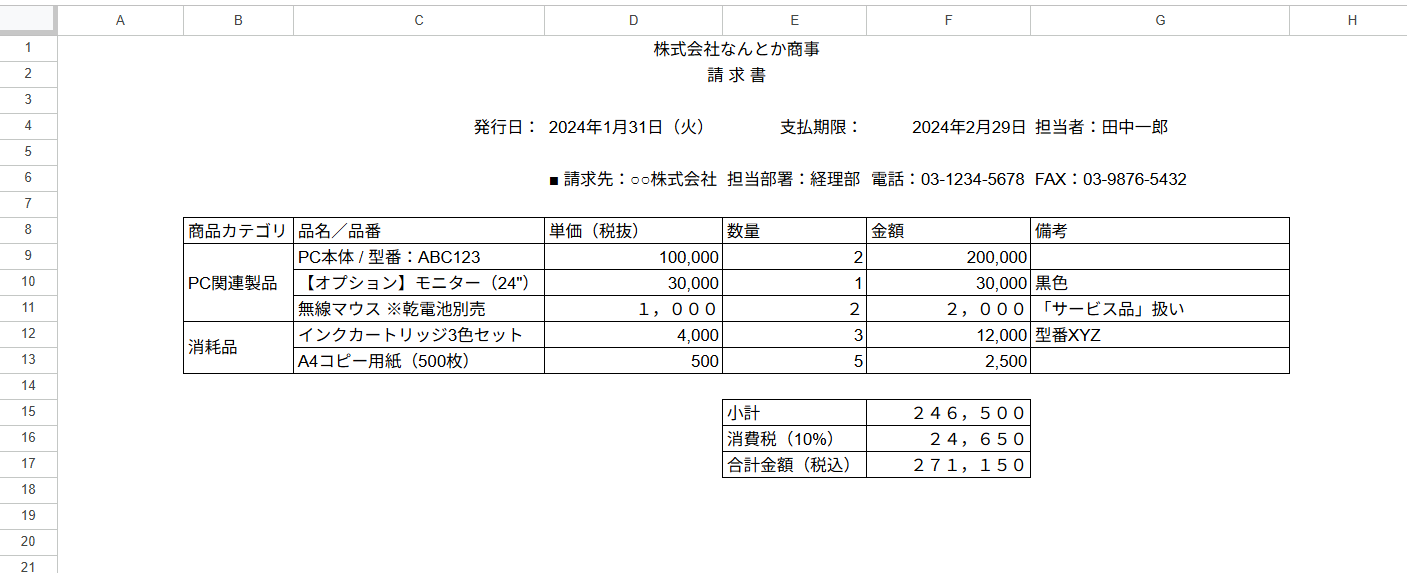 A B C D E F G H
1 株式会社なんとか商事
2 請 求 書
3
4 発行日： 2024年1月31日（火） 支払期限： 2024年2月29日 担当者：田中一郎
5
6 ■ 請求先：○○株式会社 担当部署：経理部 電話：03-1234-5678 FAX：03-9876-5432
7
8 商品カテゴリ 品名／品番 単価（税抜） 数量 金額 備考
9 PC本体 / 型番：ABC123 100,000 2 200,000
10 PC関連製品 【オプション】モニター（24"） 30,000 1 30,000 黒色
11 無線マウス ※乾電池別売 １，０００ ２ ２，０００ 「サービス品」扱い
12 インクカートリッジ3色セット 4,000 3 12,000 型番XYZ
消耗品
13 A4コピー用紙（500枚） 500 5 2,500
14
15 小計 ２４６，５００
16 消費税（10%） ２４，６５０
17 合計金額（税込） ２７１，１５０
18
19
20
21